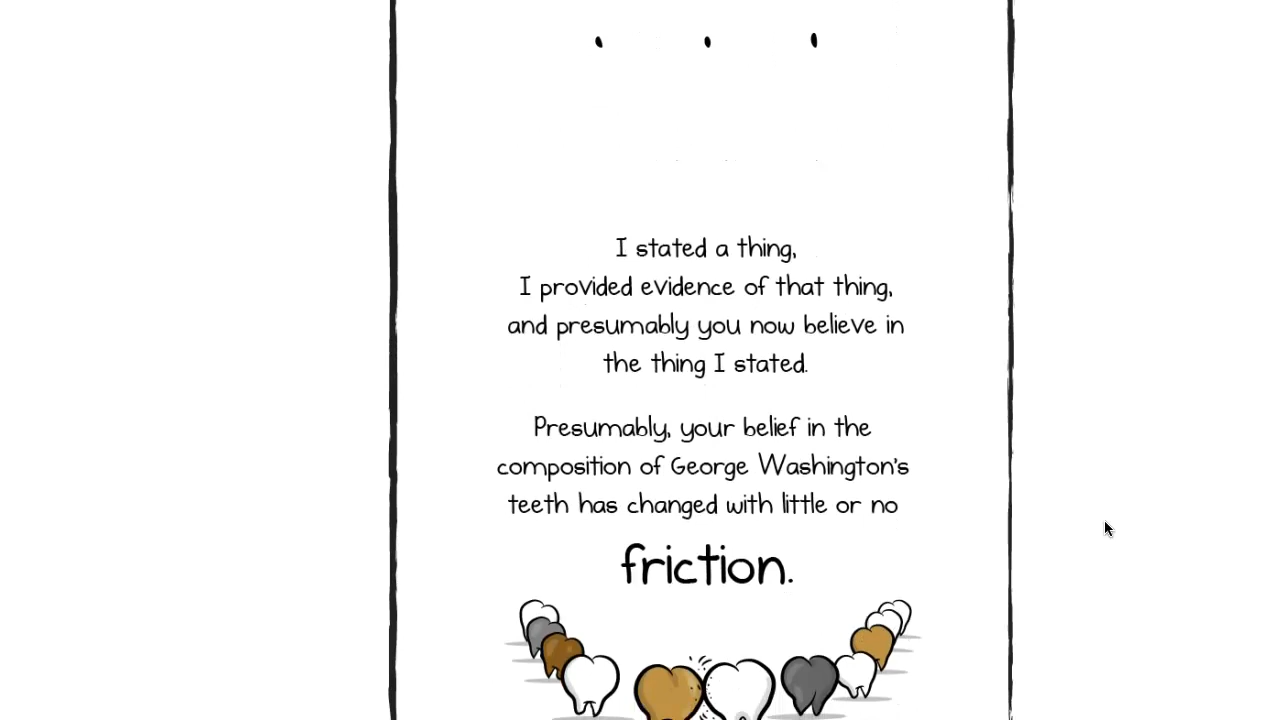 I stated a thing,
I provided evidence of that thing,
and presumably you now believe in
the thing I stated.
Presumably, your belief in the
composition of George Washington's
teeth has changed with little or no
friction.